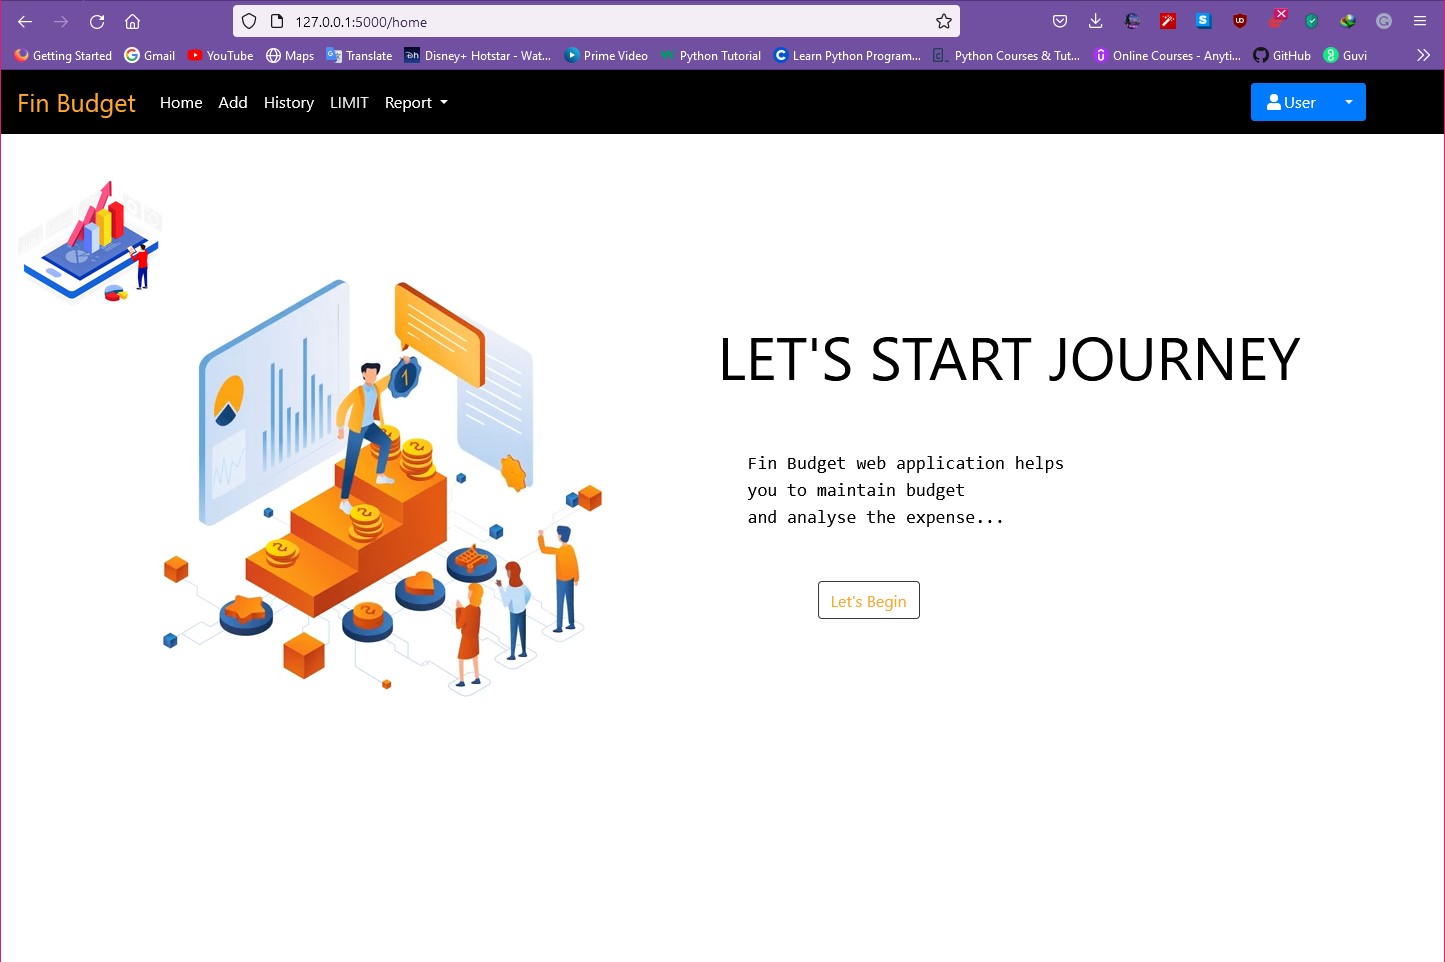 127.0.0.1:5000/home
Getting Started Gmail YouTube Maps Translate Disney+ Hotstar - Wat... Prime Video Python Tutorial Learn Python Program... Python Courses & Tut... Online Courses - Anyti... GitHub Guvi
Fin Budget Home Add History LIMIT Report User
1
LET'S START JOURNEY
Fin Budget web application helps
you to maintain budget
and analyse the expense...
Let's Begin